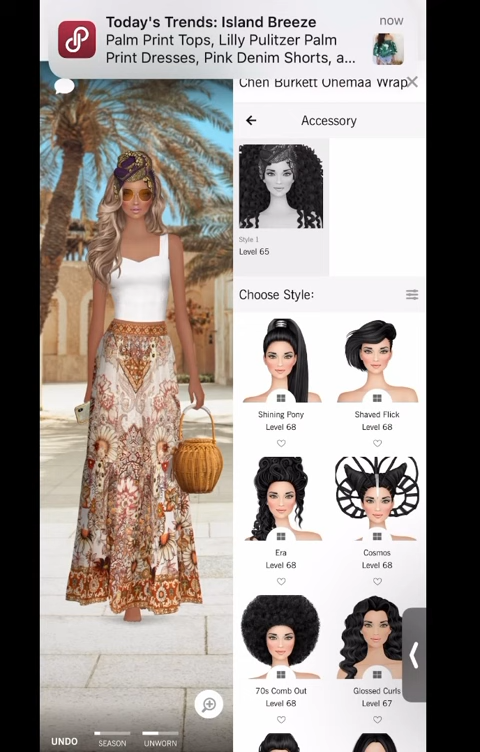 Today's Trends: Island Breeze
now
Palm Print Tops, Lilly Pulitzer Palm
Print Dresses, Pink Denim Shorts, a...
Chen Burkett Onemaa Wrap
Accessory
Style 1
Level 65
Choose Style:
Shining Pony
Level 68
Shaved Flick
Level 68
Era
Level 68
Cosmos
Level 68
70s Comb Out
Level 68
Glossed Curls
Level 67
UNDO
SEASON
UNWORN